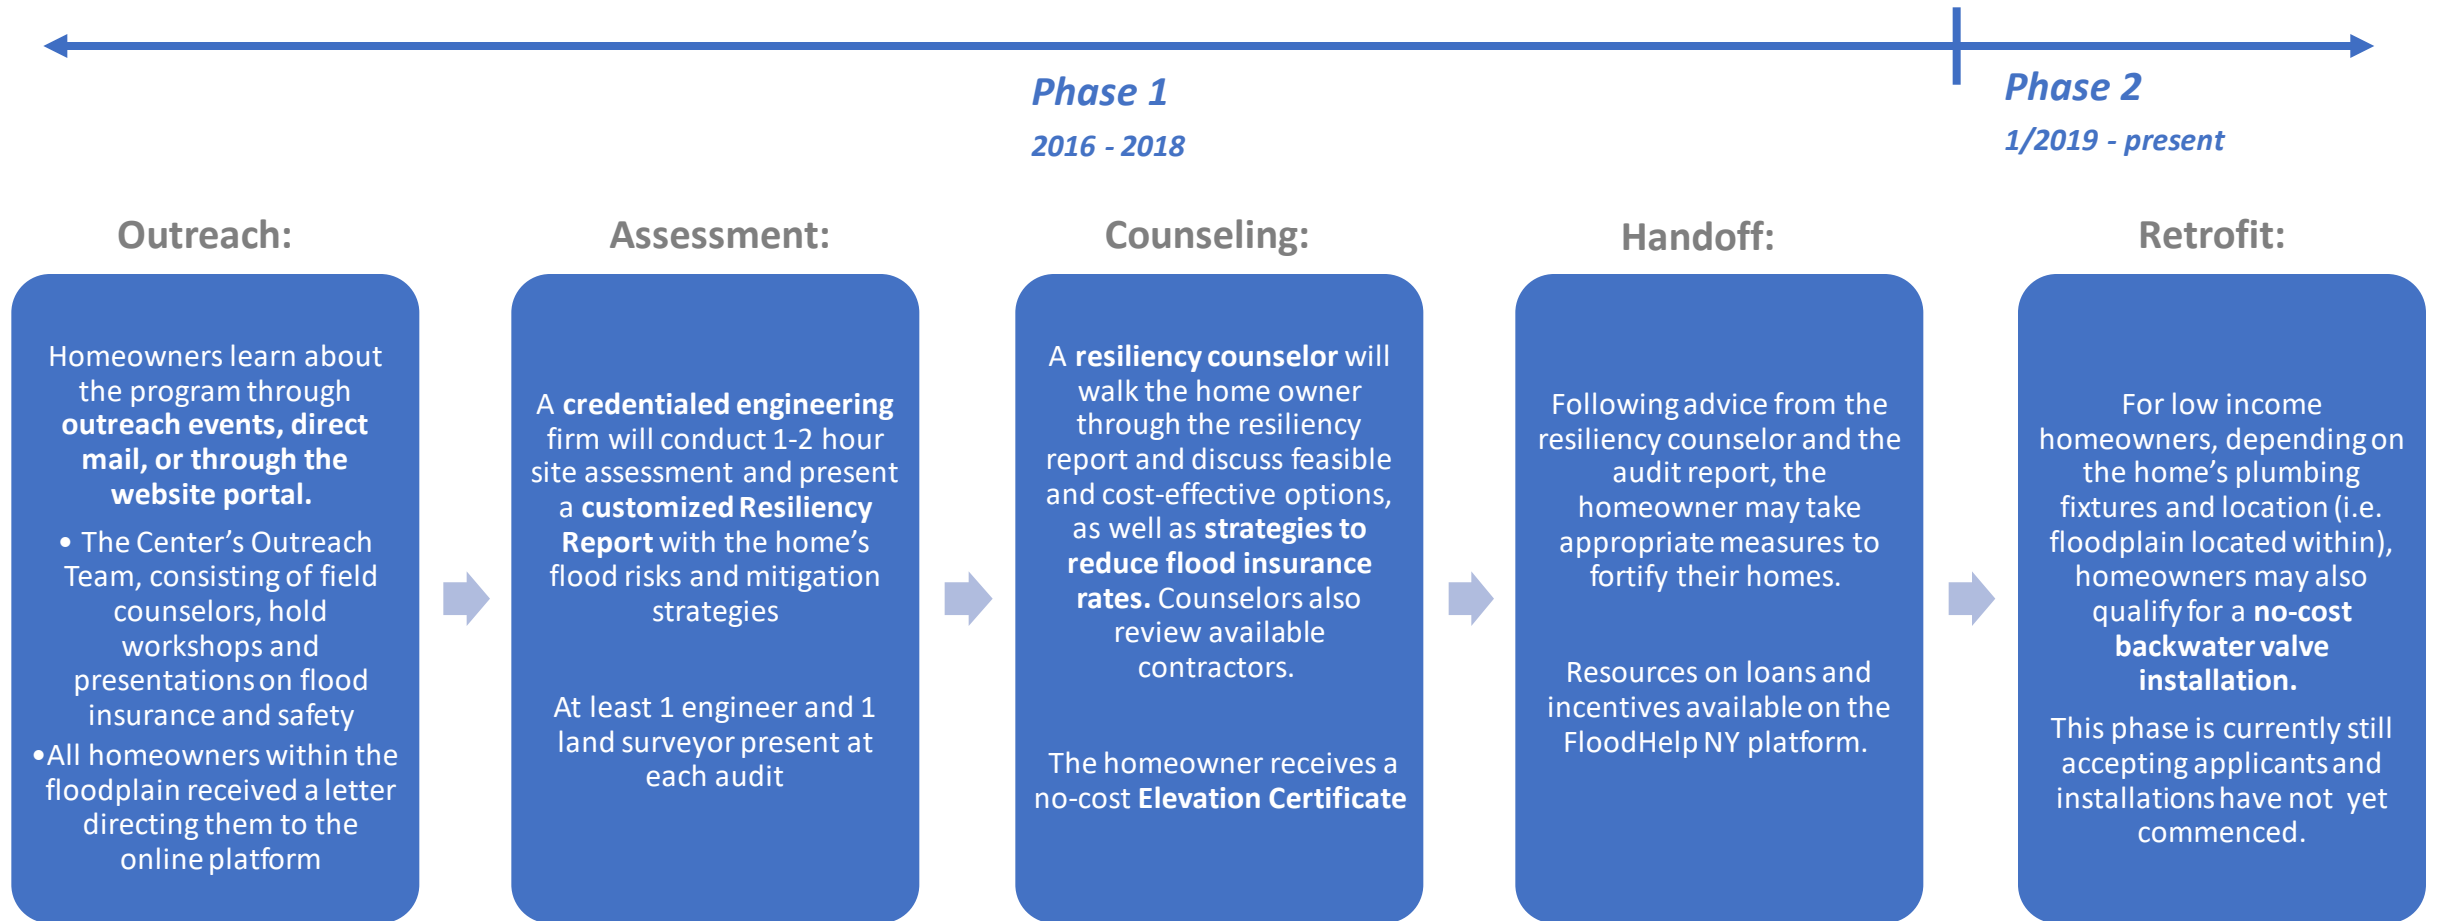 Phase 1
2016 - 2018
Phase 2
1/2019 - present
Outreach:
Homeowners learn about
the program through
outreach events, direct
mail, or through the
website portal.
• The Center's Outreach
Team, consisting of field
counselors, hold
workshops and
presentations on flood
insurance and safety
•All homeowners within the
floodplain received a letter
directing them to the
online platform
Assessment:
A credentialed engineering
firm will conduct 1-2 hour
site assessment and present
a customized Resiliency
Report with the home's
flood risks and mitigation
strategies
At least 1 engineer and 1
land surveyor present at
each audit
Counseling:
A resiliency counselor will
walk the home owner
through the resiliency
report and discuss feasible
and cost-effective options,
as well as strategies to
reduce flood insurance
rates. Counselors also
review available
contractors.
The homeowner receives a
no-cost Elevation Certificate
Handoff:
Following advice from the
resiliency counselor and the
audit report, the
homeowner may take
appropriate measures to
fortify their homes.
Resources on loans and
incentives available on the
FloodHelp NY platform.
Retrofit:
For low income
homeowners, depending on
the home's plumbing
fixtures and location (i.e.
floodplain located within),
homeowners may also
qualify for a no-cost
backwater valve
installation.
This phase is currently still
accepting applicants and
installations have not yet
commenced.